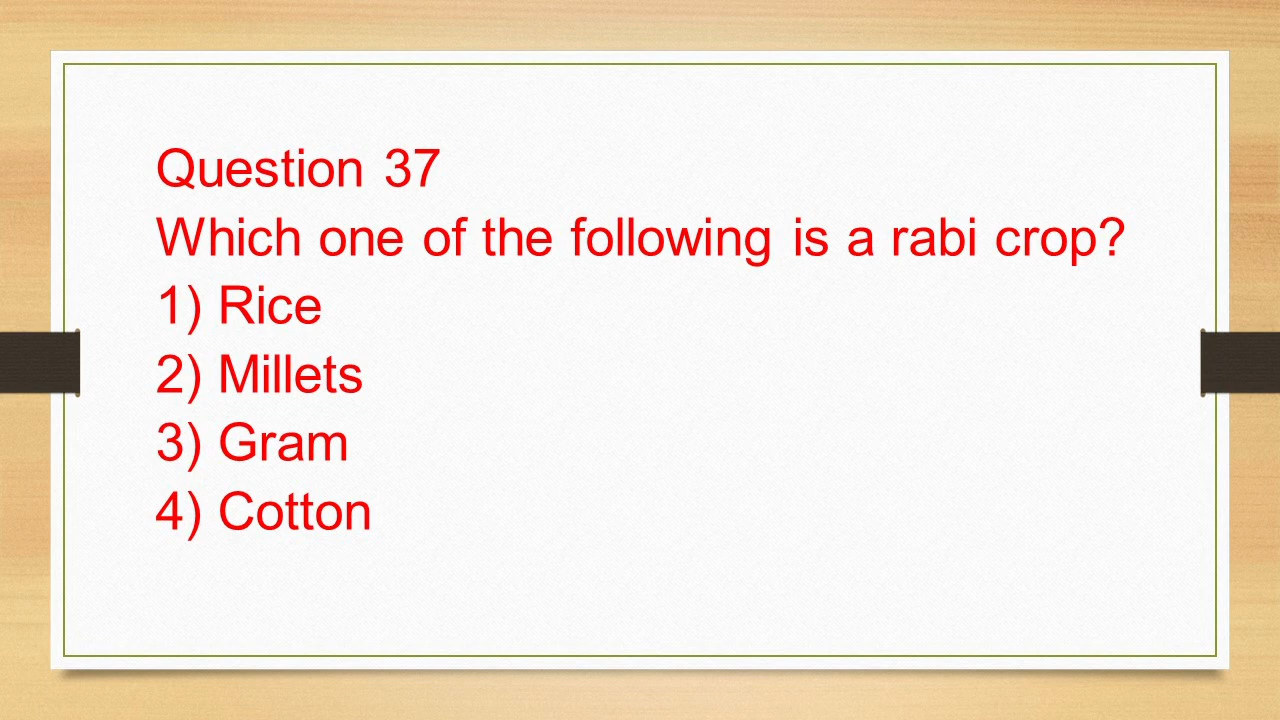 Question 37
Which one of the following is a rabi crop?
1) Rice
2) Millets
3) Gram
4) Cotton